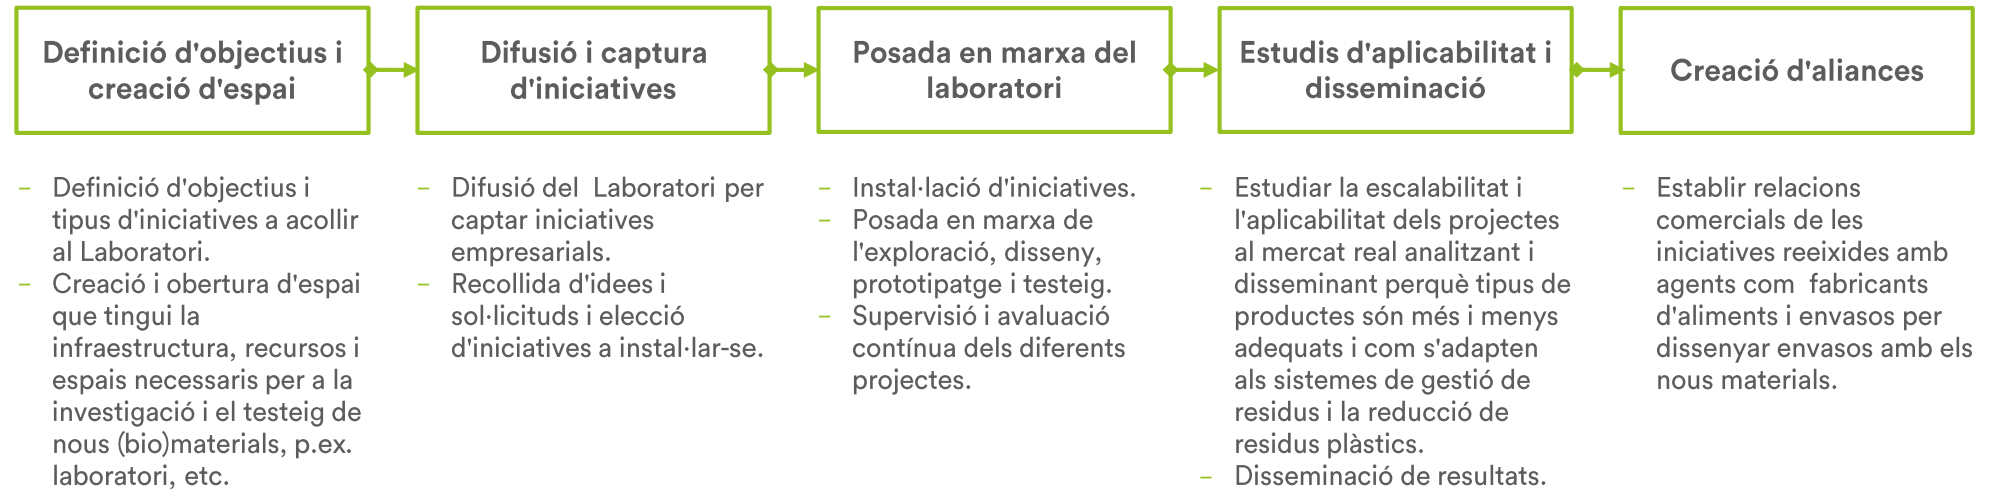 Definició d'objectius i
creació d'espai
Difusió i captura
d'iniciatives
Posada en marxa del
laboratori
Estudis d'aplicabilitat i
disseminació
Creació d'aliances
– Definició d'objectius i
tipus d'iniciatives a acollir
al Laboratori.
– Creació i obertura d'espai
que tingui la
infraestructura, recursos i
espais necessaris per a la
investigació i el testeig de
nous (bio)materials, p.ex.
laboratori, etc.
– Difusió del  Laboratori per
captar iniciatives
empresarials.
– Recollida d'idees i
sol·licituds i elecció
d'iniciatives a instal·lar-se.
– Instal·lació d'iniciatives.
– Posada en marxa de
l'exploració, disseny,
prototipatge i testeig.
– Supervisió i avaluació
contínua dels diferents
projectes.
– Estudiar la escalabilitat i
l'aplicabilitat dels projectes
al mercat real analitzant i
disseminant perquè tipus de
productes són més i menys
adequats i com s'adapten
als sistemes de gestió de
residus i la reducció de
residus plàstics.
– Disseminació de resultats.
– Establir relacions
comercials de les
iniciatives reeixides amb
agents com  fabricants
d'aliments i envasos per
dissenyar envasos amb els
nous materials.